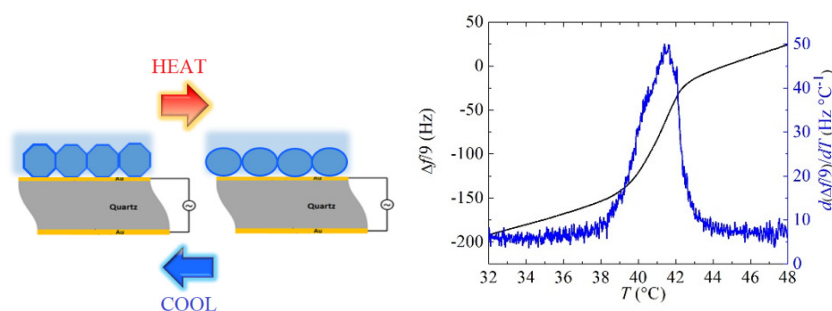 HEAT
Au
Quartz
Au
~
Au
Quartz
Au
~
COOL
Δf/9 (Hz)
50
0
-50
-100
-150
-200
32 34 36 38 40 42 44 46 48
T (°C)
50
40
30
20
10
0
d(Δf/9)/dT (Hz °C⁻¹)